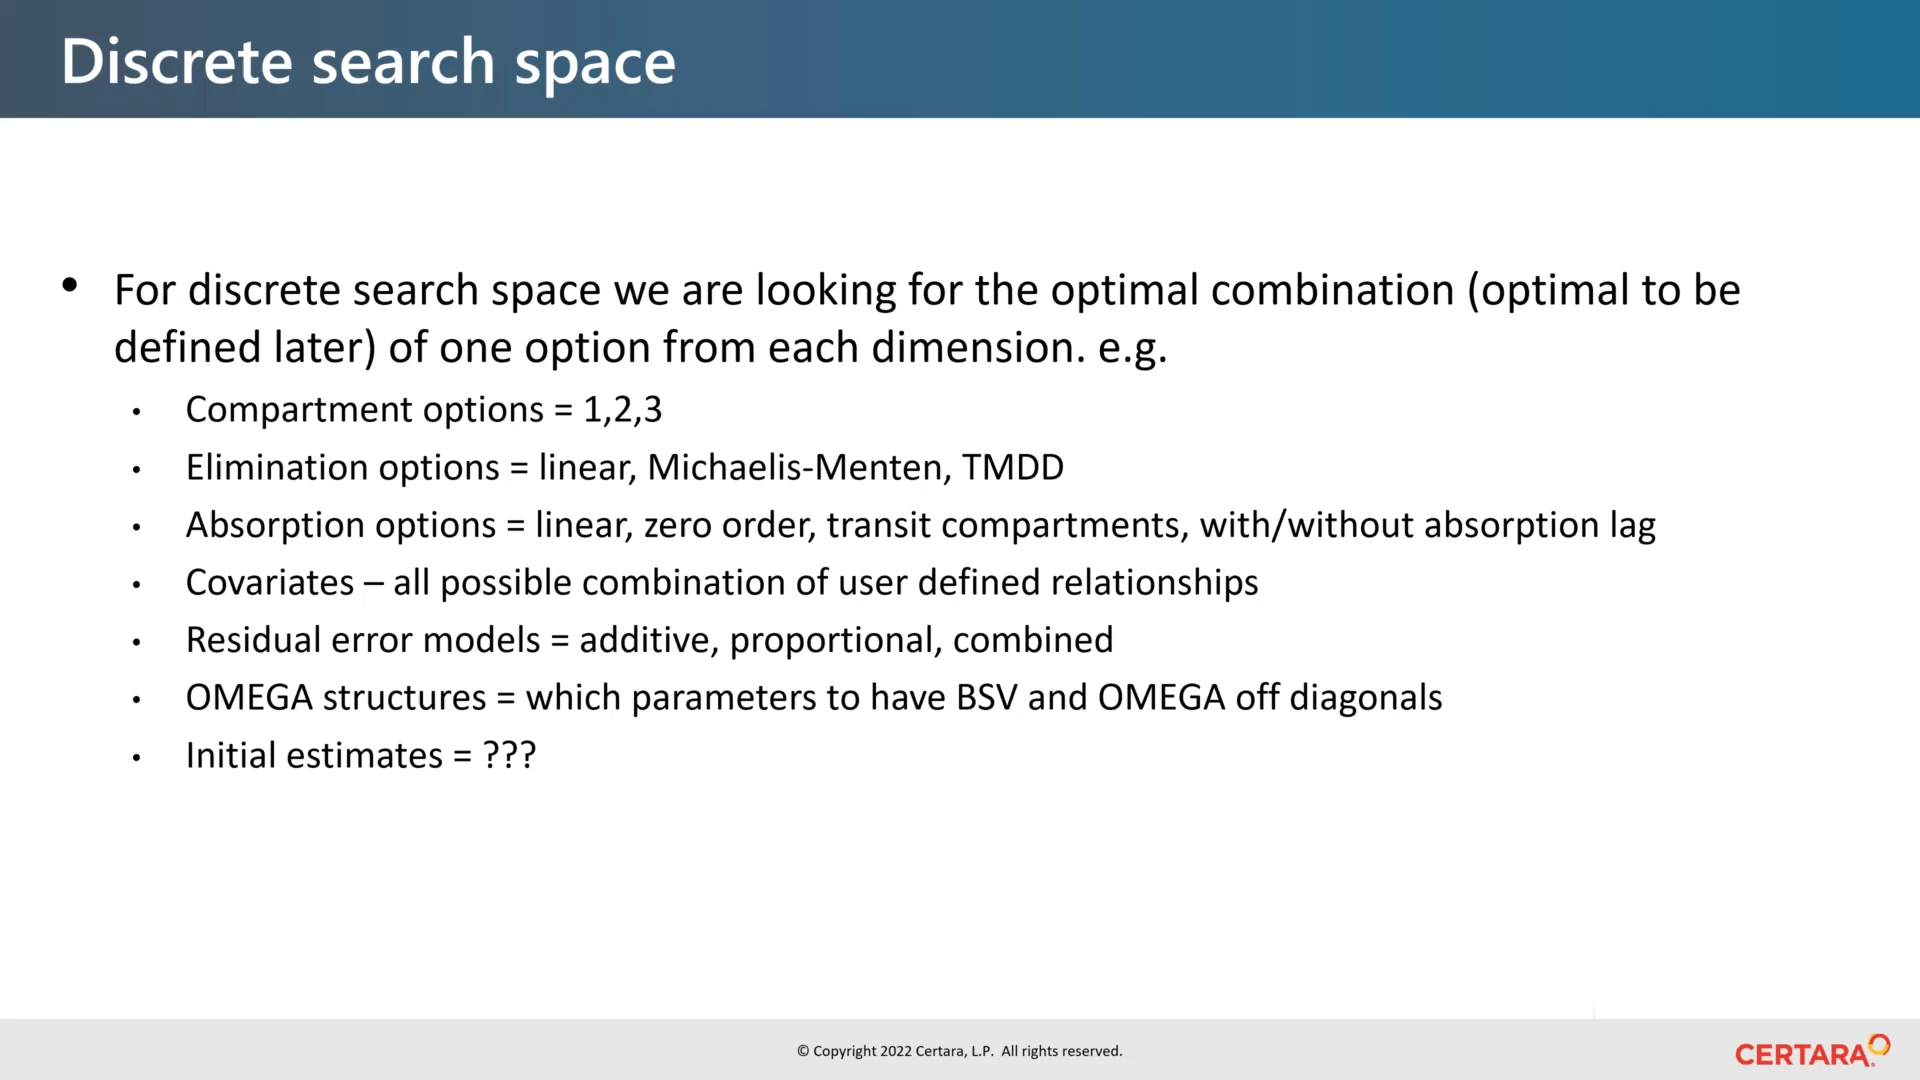 Discrete search space
• For discrete search space we are looking for the optimal combination (optimal to be
defined later) of one option from each dimension. e.g.
• Compartment options = 1,2,3
• Elimination options = linear, Michaelis-Menten, TMDD
• Absorption options = linear, zero order, transit compartments, with/without absorption lag
• Covariates – all possible combination of user defined relationships
• Residual error models = additive, proportional, combined
• OMEGA structures = which parameters to have BSV and OMEGA off diagonals
• Initial estimates = ???
© Copyright 2022 Certara, L.P. All rights reserved.
CERTARA